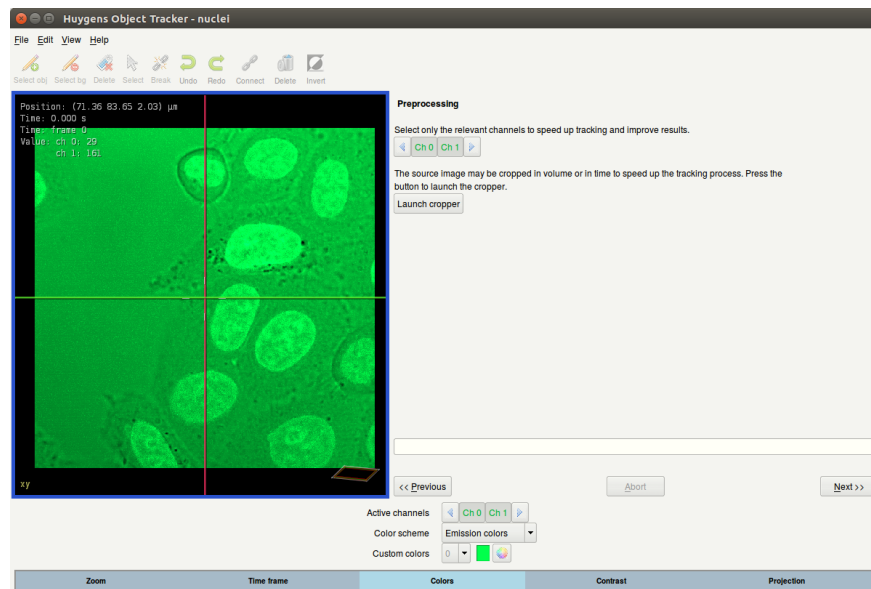 Huygens Object Tracker - nuclei
File Edit View Help
Select obj Select bg Delete Select Break Undo Redo Connect Delete Invert
Position: (71.36 83.65 2.03) µm
Time: 0.000 s
Time: frame 0
Value: ch 0: 29
ch 1: 161
xy
Preprocessing
Select only the relevant channels to speed up tracking and improve results.
Ch 0 Ch 1
The source image may be cropped in volume or in time to speed up the tracking process. Press the
button to launch the cropper.
Launch cropper
<< Previous Abort Next >>
Active channels Ch 0 Ch 1
Color scheme Emission colors
Custom colors 0
Zoom Time frame Colors Contrast Projection